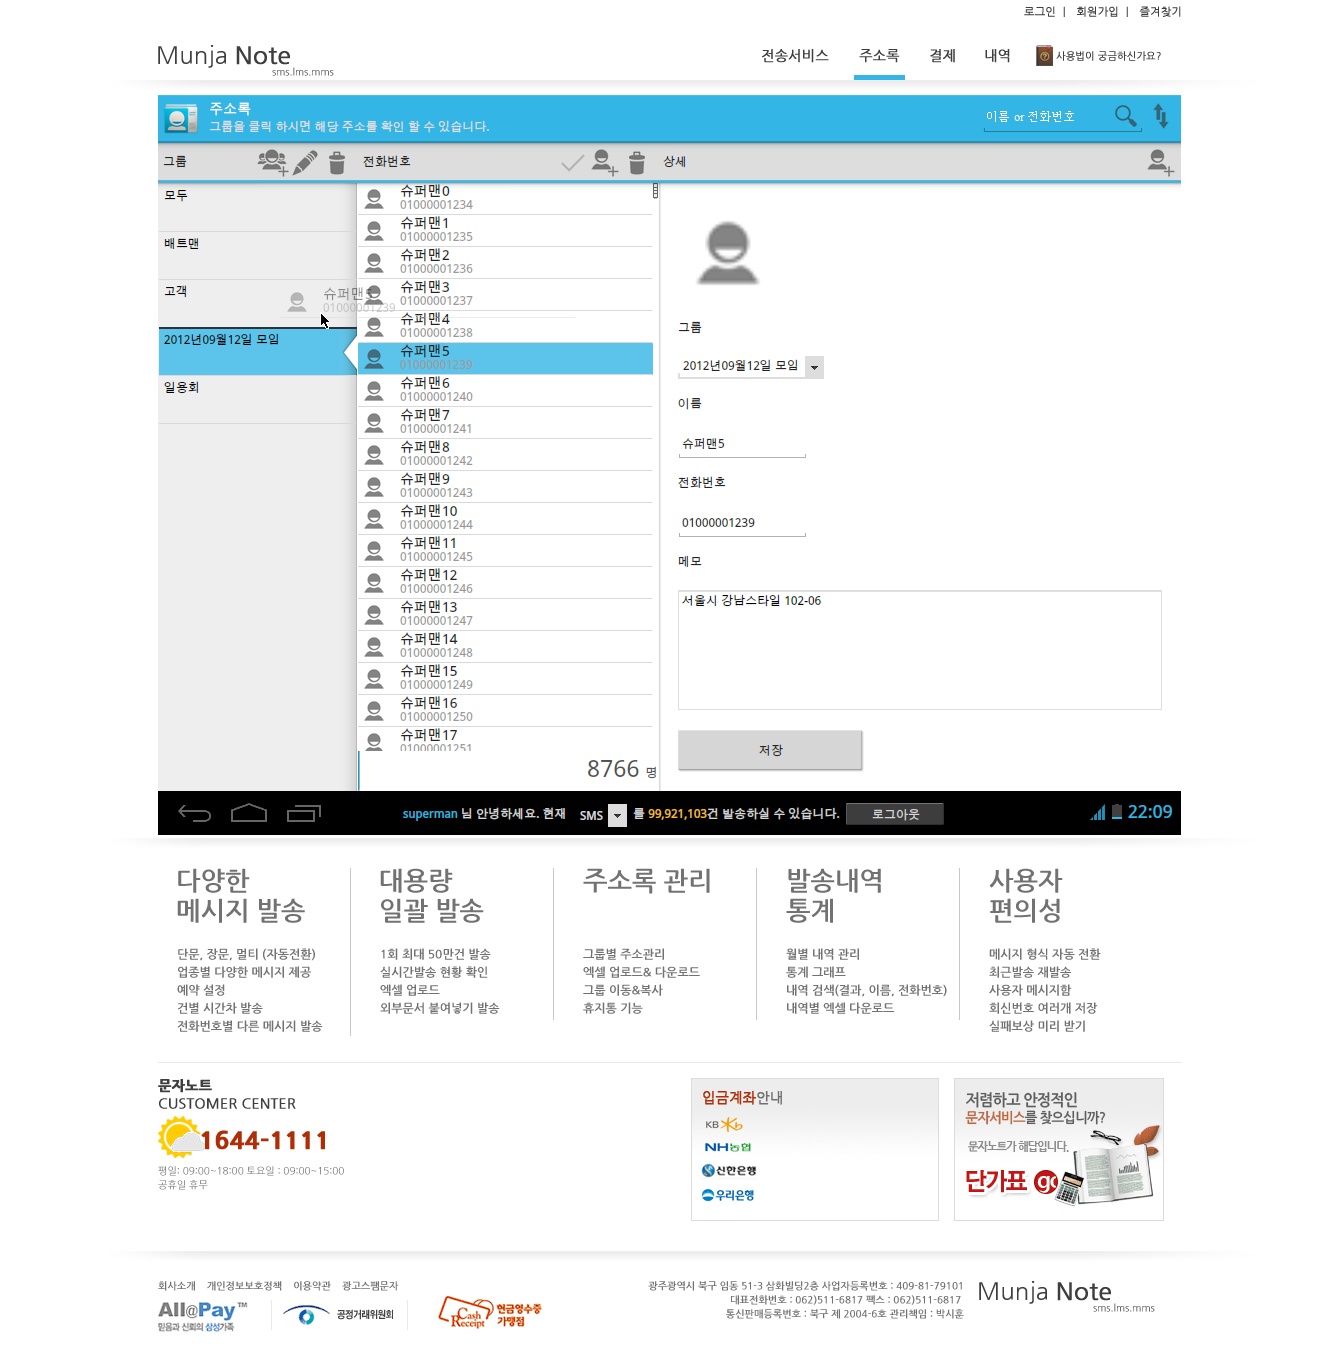 로그인 | 회원가입 | 즐겨찾기
Munja Note
sms.lms.mms
전송서비스 주소록 결제 내역 사용법이 궁금하신가요?
주소록
그룹을 클릭 하시면 해당 주소를 확인 할 수 있습니다.
이름 or 전화번호
그룹 전화번호 상세
모두
배트맨
고객
2012년09월12일 모임
일용회
슈퍼맨5
01000001239
슈퍼맨0
01000001234
슈퍼맨1
01000001235
슈퍼맨2
01000001236
슈퍼맨3
01000001237
슈퍼맨4
01000001238
슈퍼맨5
01000001239
슈퍼맨6
01000001240
슈퍼맨7
01000001241
슈퍼맨8
01000001242
슈퍼맨9
01000001243
슈퍼맨10
01000001244
슈퍼맨11
01000001245
슈퍼맨12
01000001246
슈퍼맨13
01000001247
슈퍼맨14
01000001248
슈퍼맨15
01000001249
슈퍼맨16
01000001250
슈퍼맨17
01000001251
8766 명
그룹
2012년09월12일 모임
이름
슈퍼맨5
전화번호
01000001239
메모
서울시 강남스타일 102-06
저장
superman 님 안녕하세요. 현재 SMS 를 99,921,103건 발송하실 수 있습니다. 로그아웃 22:09
다양한
메시지 발송
단문, 장문, 멀티 (자동전환)
업종별 다양한 메시지 제공
예약 설정
건별 시간차 발송
전화번호별 다른 메시지 발송
대용량
일괄 발송
1회 최대 50만건 발송
실시간발송 현황 확인
엑셀 업로드
외부문서 붙여넣기 발송
주소록 관리
그룹별 주소관리
엑셀 업로드& 다운로드
그룹 이동&복사
휴지통 기능
발송내역
통계
월별 내역 관리
통계 그래프
내역 검색(결과, 이름, 전화번호)
내역별 엑셀 다운로드
사용자
편의성
메시지 형식 자동 전환
최근발송 재발송
사용자 메시지함
회신번호 여러개 저장
실패보상 미리 받기
문자노트
CUSTOMER CENTER
1644-1111
평일: 09:00~18:00 토요일 : 09:00~15:00
공휴일 휴무
입금계좌안내
KB Kb
NH농협
신한은행
우리은행
저렴하고 안정적인
문자서비스를 찾으십니까?
문자노트가 해답입니다.
단가표 go
회사소개 개인정보보호정책 이용약관 광고스팸문자
All@Pay™
믿음과 신뢰의 삼성가족
공정거래위원회
Cash Receipt
현금영수증
가맹점
광주광역시 북구 임동 51-3 삼화빌딩2층 사업자등록번호 : 409-81-79101
대표전화번호 : 062)511-6817 팩스 : 062)511-6817
통신판매등록번호 : 북구 제 2004-6호 관리책임 : 박시훈
Munja Note
sms.lms.mms